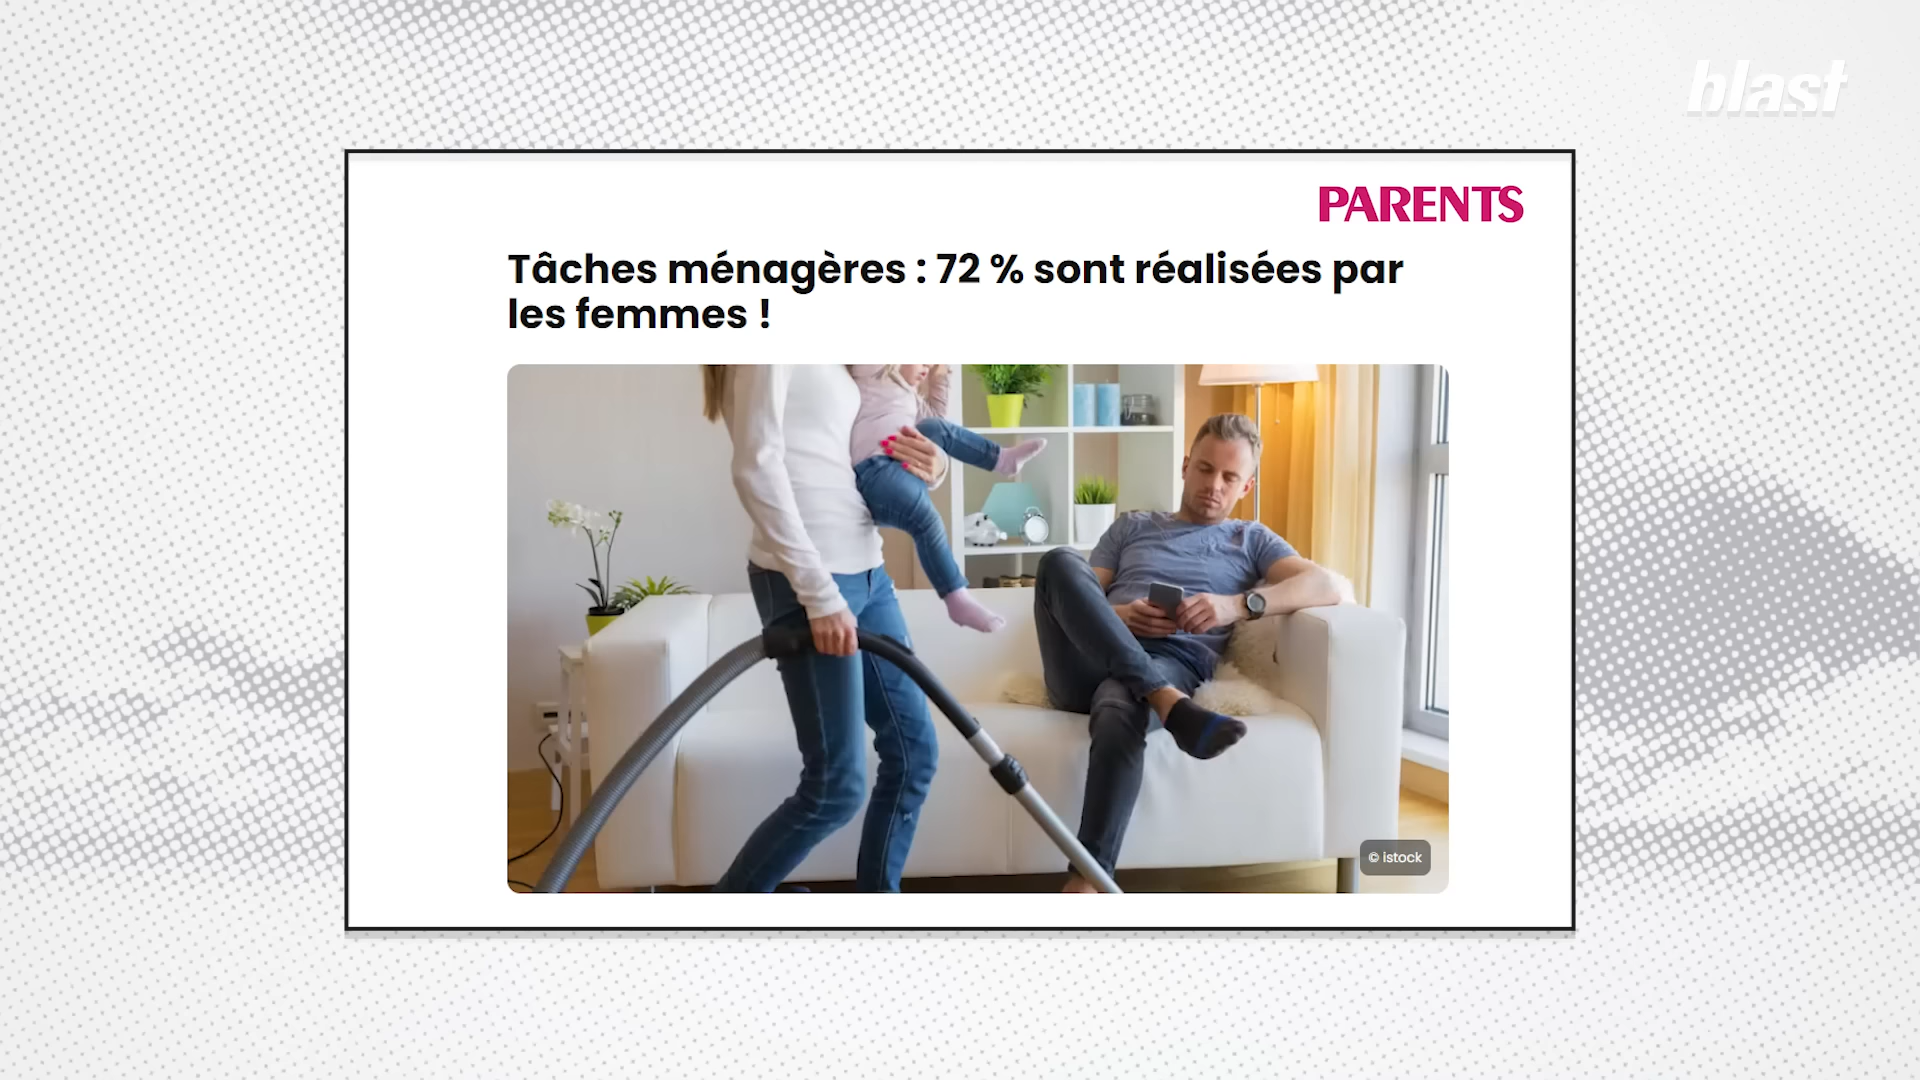 blast
PARENTS
Tâches ménagères : 72 % sont réalisées par
les femmes !
© istock